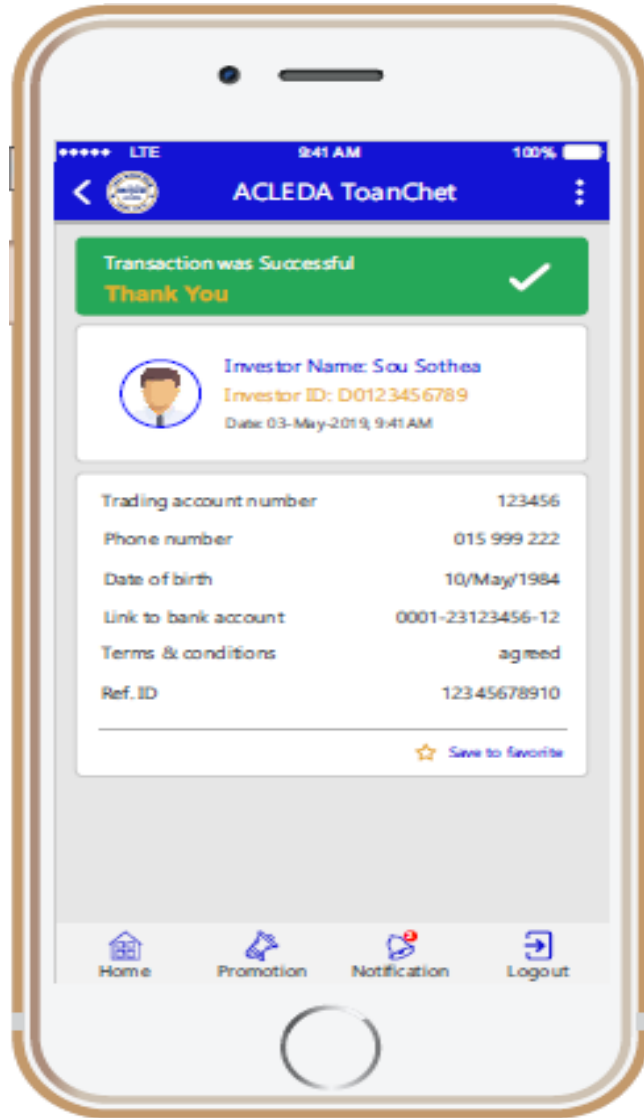 LTE 9:41 AM 100%
ACLEDA ToanChet
Transaction was Successful
Thank You
Investor Name: Sou Sothea
Investor ID: D0123456789
Date: 03-May-2019, 9:41AM
Trading account number 123456
Phone number 015 999 222
Date of birth 10/May/1984
Link to bank account 0001-23123456-12
Terms & conditions agreed
Ref. ID 12345678910
Save to favorite
Home Promotion Notification Logout